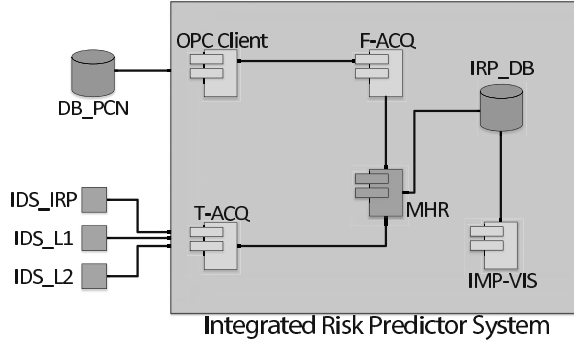 OPC Client
F-ACQ
IRP_DB
DB_PCN
IDS_IRP
T-ACQ
MHR
IDS_L1
IDS_L2
IMP-VIS
Integrated Risk Predictor System